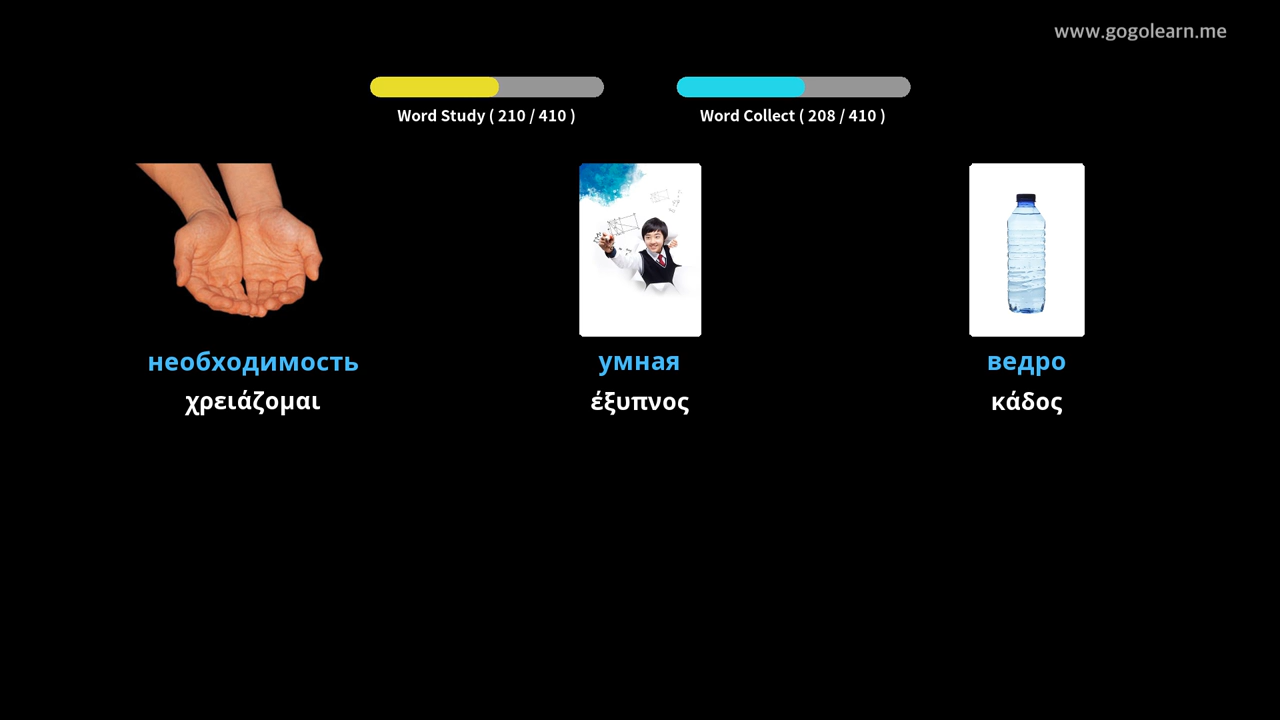 www.gogolearn.me
Word Study ( 210 / 410 )
Word Collect ( 208 / 410 )
необходимость
χρειάζομαι
умная
έξυπνος
ведро
κάδος